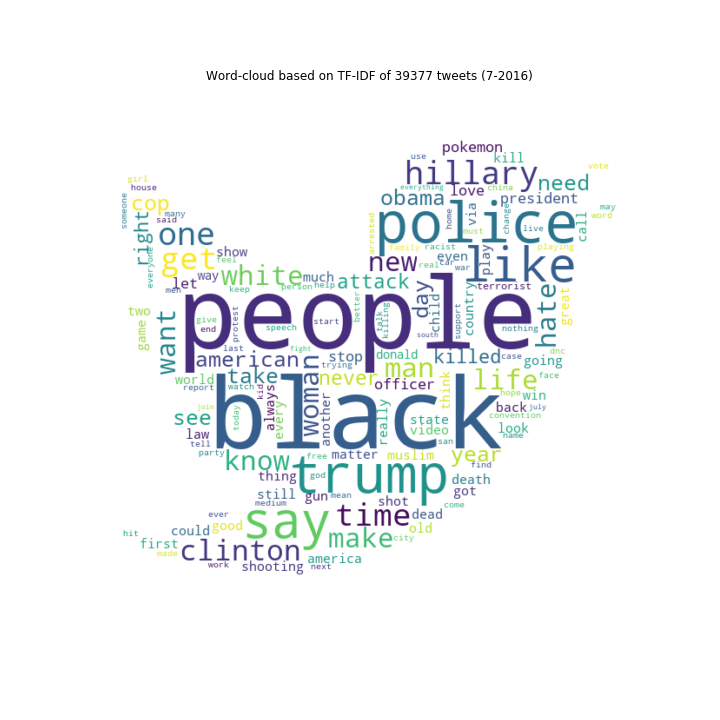 Word-cloud based on TF-IDF of 39377 tweets (7-2016)
pokemon
use
kill
hillary
vote
girl
house
someone
cop
many
said
everything
love
china
need
obama
president
may
word
right
one
police
via
home
change
live
call
must
arrested
family
racist
playing
play
show
feel
get
new
even
real
car
war
like
everyone
way
men
let
white
much
keep
person
help
attack
day
child
country
terrorist
hate
great
two
game
want
give
end
protest
people
speech
start
better
talk
killing
support
south
nothing
last
fight
american
stop
trying
donald
killed
case
going
dnc
face
world
report
take
watch
kid
woman
never
man
officer
think
life
hope
win
july
convention
back
join
see
today
black
always
every
another
really
state
video
san
look
name
law
tell
party
know
free
god
matter
muslim
year
find
thing
mean
trump
death
still
medium
gun
shot
got
come
ever
good
say
time
dead
old
city
hit
could
first
made
clinton
work
shooting
next
make
america